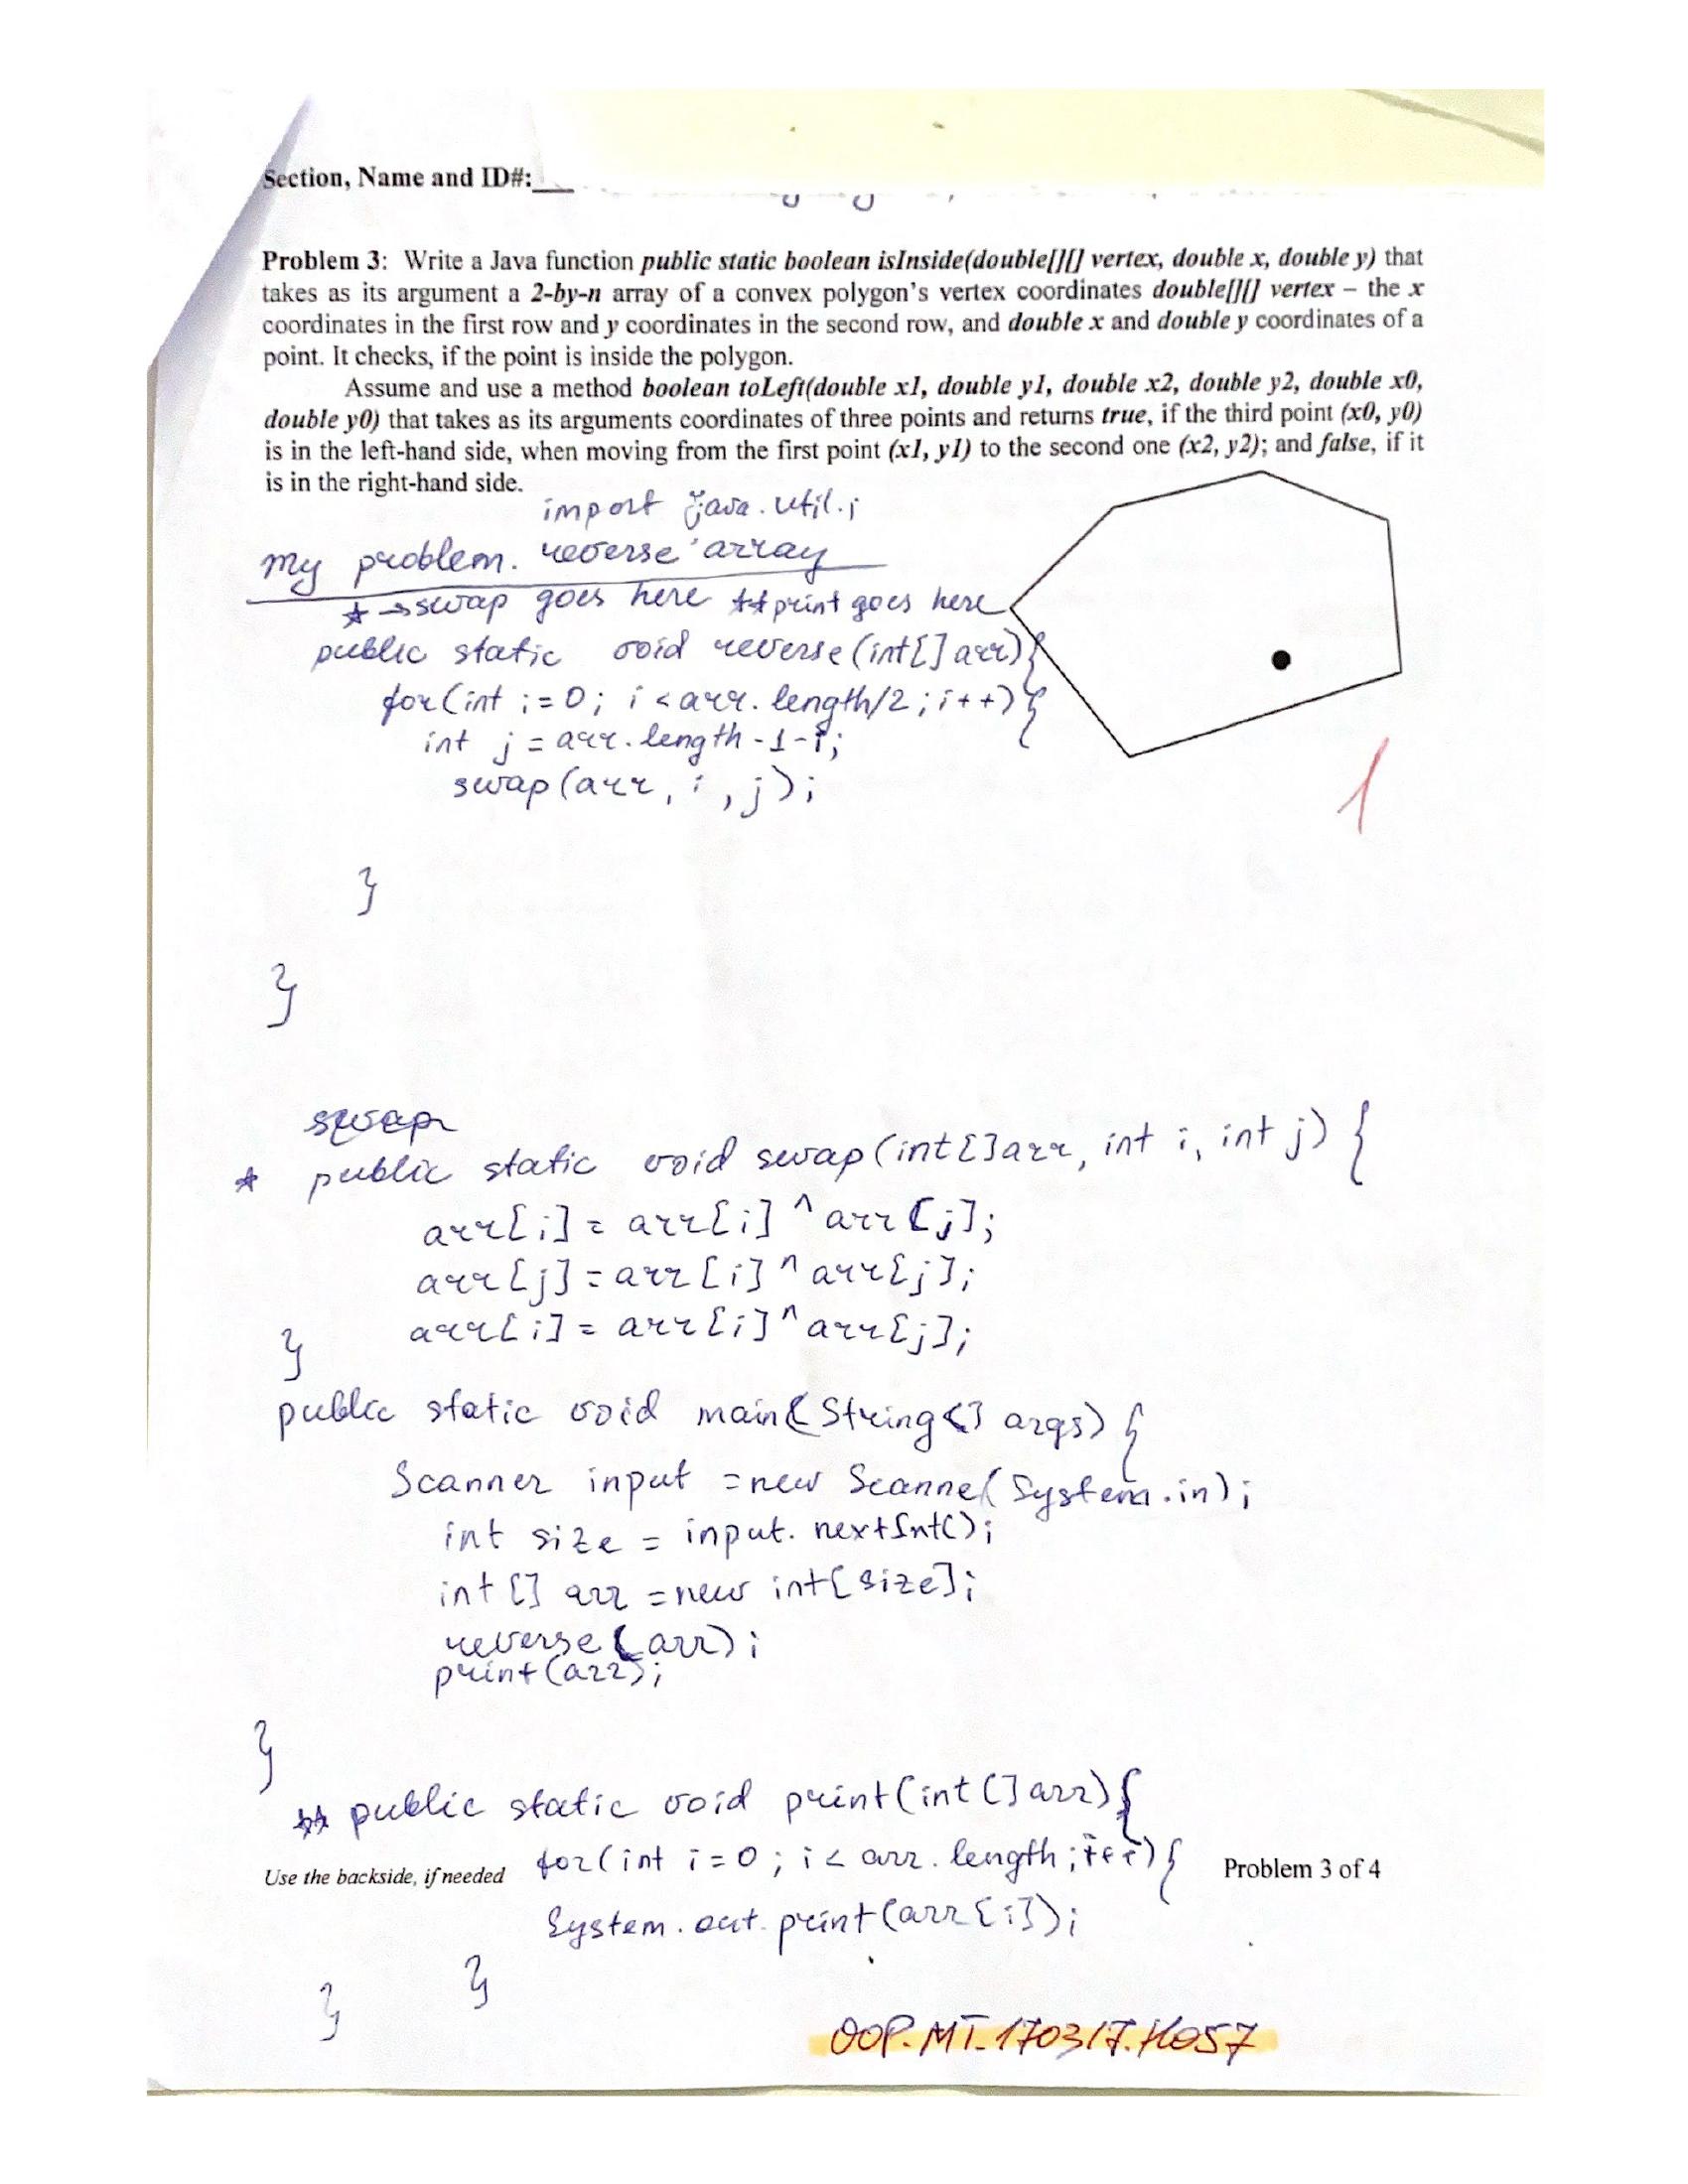 Section, Name and ID#:
Problem 3: Write a Java function public static boolean isInside(double[][] vertex, double x, double y) that
takes as its argument a 2-by-n array of a convex polygon's vertex coordinates double[][] vertex – the x
coordinates in the first row and y coordinates in the second row, and double x and double y coordinates of a
point. It checks, if the point is inside the polygon.
Assume and use a method boolean toLeft(double x1, double y1, double x2, double y2, double x0,
double y0) that takes as its arguments coordinates of three points and returns true, if the third point (x0, y0)
is in the left-hand side, when moving from the first point (x1, y1) to the second one (x2, y2); and false, if it
is in the right-hand side.
import java.util.;
my problem. reverse array
* → swap goes here ** print goes here
public static void reverse(int[] arr){
for(int i=0; i<arr.length/2; i++){
int j = arr.length-1-i;
swap(arr, i, j);
1
}
}
swap
* public static void swap(int[] arr, int i, int j) {
arr[i] = arr[i] ^ arr[j];
arr[j] = arr[i] ^ arr[j];
arr[i] = arr[i] ^ arr[j];
}
public static void main(String[] args) {
Scanner input = new Scanner(System.in);
int size = input.nextInt();
int [] arr = new int[size];
reverse(arr);
print(arr);
}
** public static void print(int[] arr){
for(int i=0; i< arr.length; i++){
Use the backside, if needed
Problem 3 of 4
System.out.print(arr[i]);
}
}
OOP.MT.170317.H057